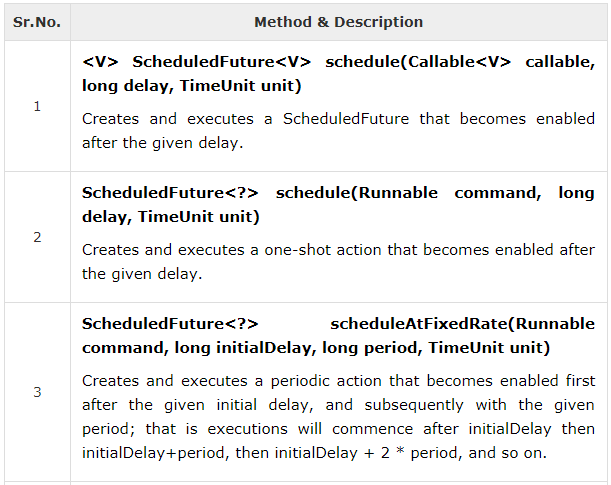 Sr.No. Method & Description
<V> ScheduledFuture<V> schedule(Callable<V> callable,
long delay, TimeUnit unit)
1
Creates and executes a ScheduledFuture that becomes enabled
after the given delay.
ScheduledFuture<?> schedule(Runnable command, long
delay, TimeUnit unit)
2
Creates and executes a one-shot action that becomes enabled after
the given delay.
ScheduledFuture<?> scheduleAtFixedRate(Runnable
command, long initialDelay, long period, TimeUnit unit)
3
Creates and executes a periodic action that becomes enabled first
after the given initial delay, and subsequently with the given
period; that is executions will commence after initialDelay then
initialDelay+period, then initialDelay + 2 * period, and so on.